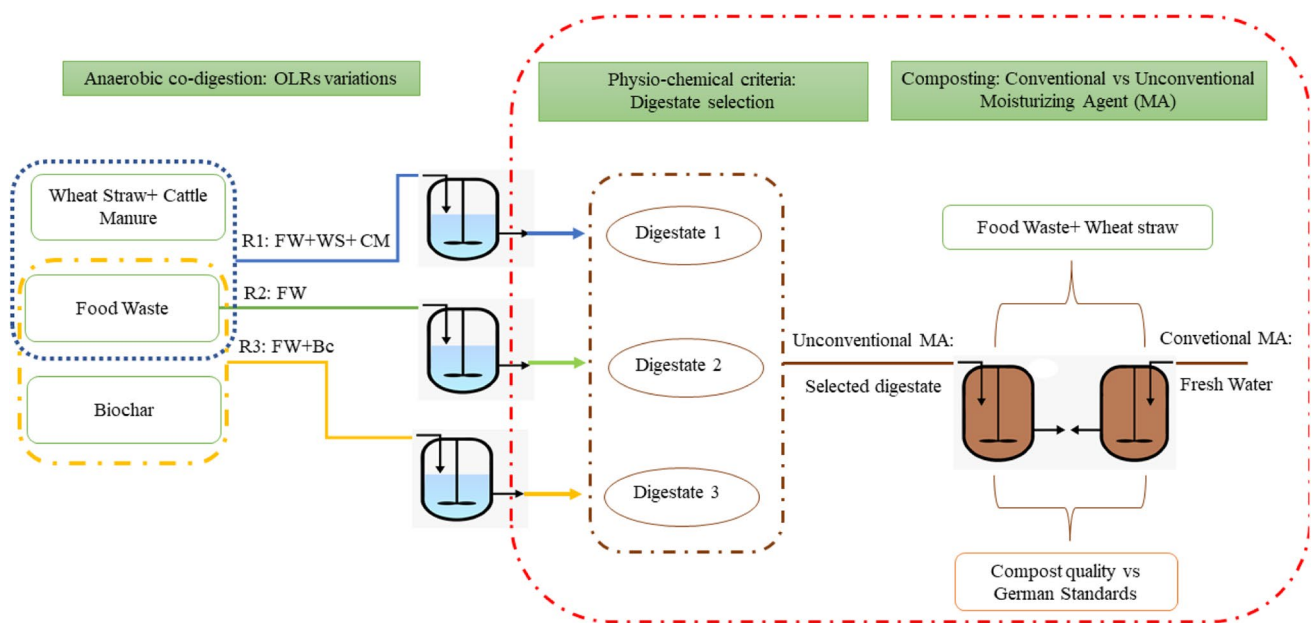 Anaerobic co-digestion: OLRs variations
Physio-chemical criteria:
Digestate selection
Composting: Conventional vs Unconventional
Moisturizing Agent (MA)
Wheat Straw+ Cattle
Manure
Food Waste
Biochar
R1: FW+WS+ CM
R2: FW
R3: FW+Bc
Digestate 1
Digestate 2
Digestate 3
Unconventional MA:
Selected digestate
Food Waste+ Wheat straw
Convetional MA:
Fresh Water
Compost quality vs
German Standards